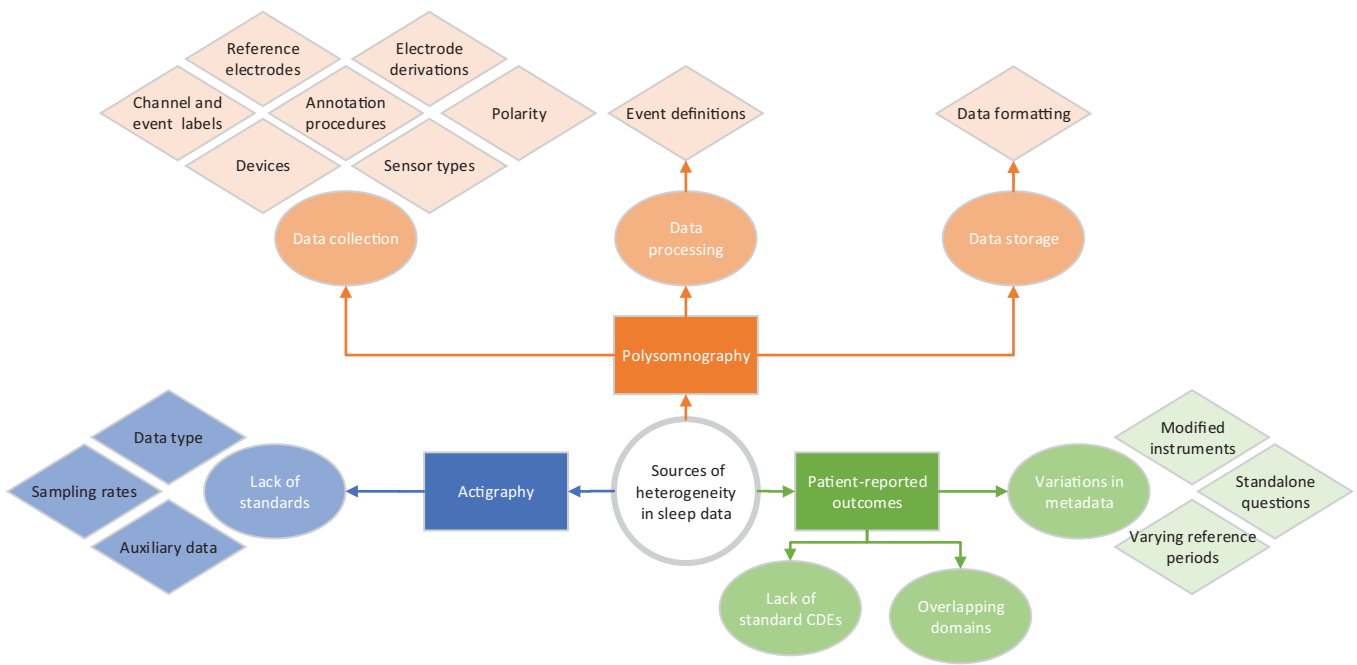 Reference
electrodes
Electrode
derivations
Channel and
event labels
Annotation
procedures
Polarity
Devices
Sensor types
Event definitions
Data formatting
Data collection
Data
processing
Data storage
Polysomnography
Data type
Sampling rates
Auxiliary data
Lack of
standards
Actigraphy
Sources of
heterogeneity
in sleep data
Patient-reported
outcomes
Variations in
metadata
Modified
instruments
Standalone
questions
Varying reference
periods
Lack of
standard CDEs
Overlapping
domains